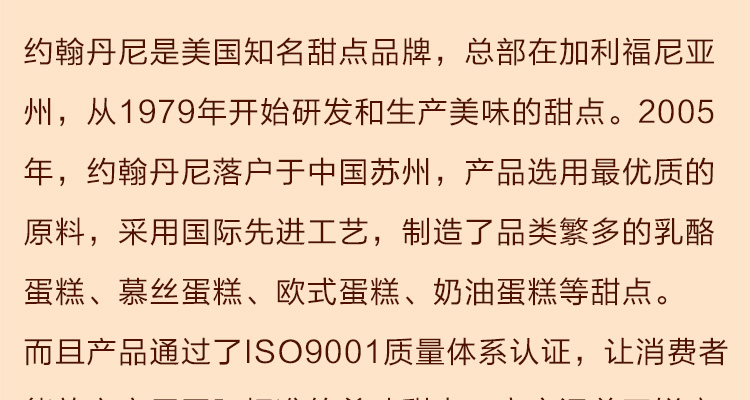 约翰丹尼是美国知名甜点品牌，总部在加利福尼亚
州，从1979年开始研发和生产美味的甜点。2005
年，约翰丹尼落户于中国苏州，产品选用最优质的
原料，采用国际先进工艺，制造了品类繁多的乳酪
蛋糕、慕丝蛋糕、欧式蛋糕、奶油蛋糕等甜点。
而且产品通过了ISO9001质量体系认证，让消费者